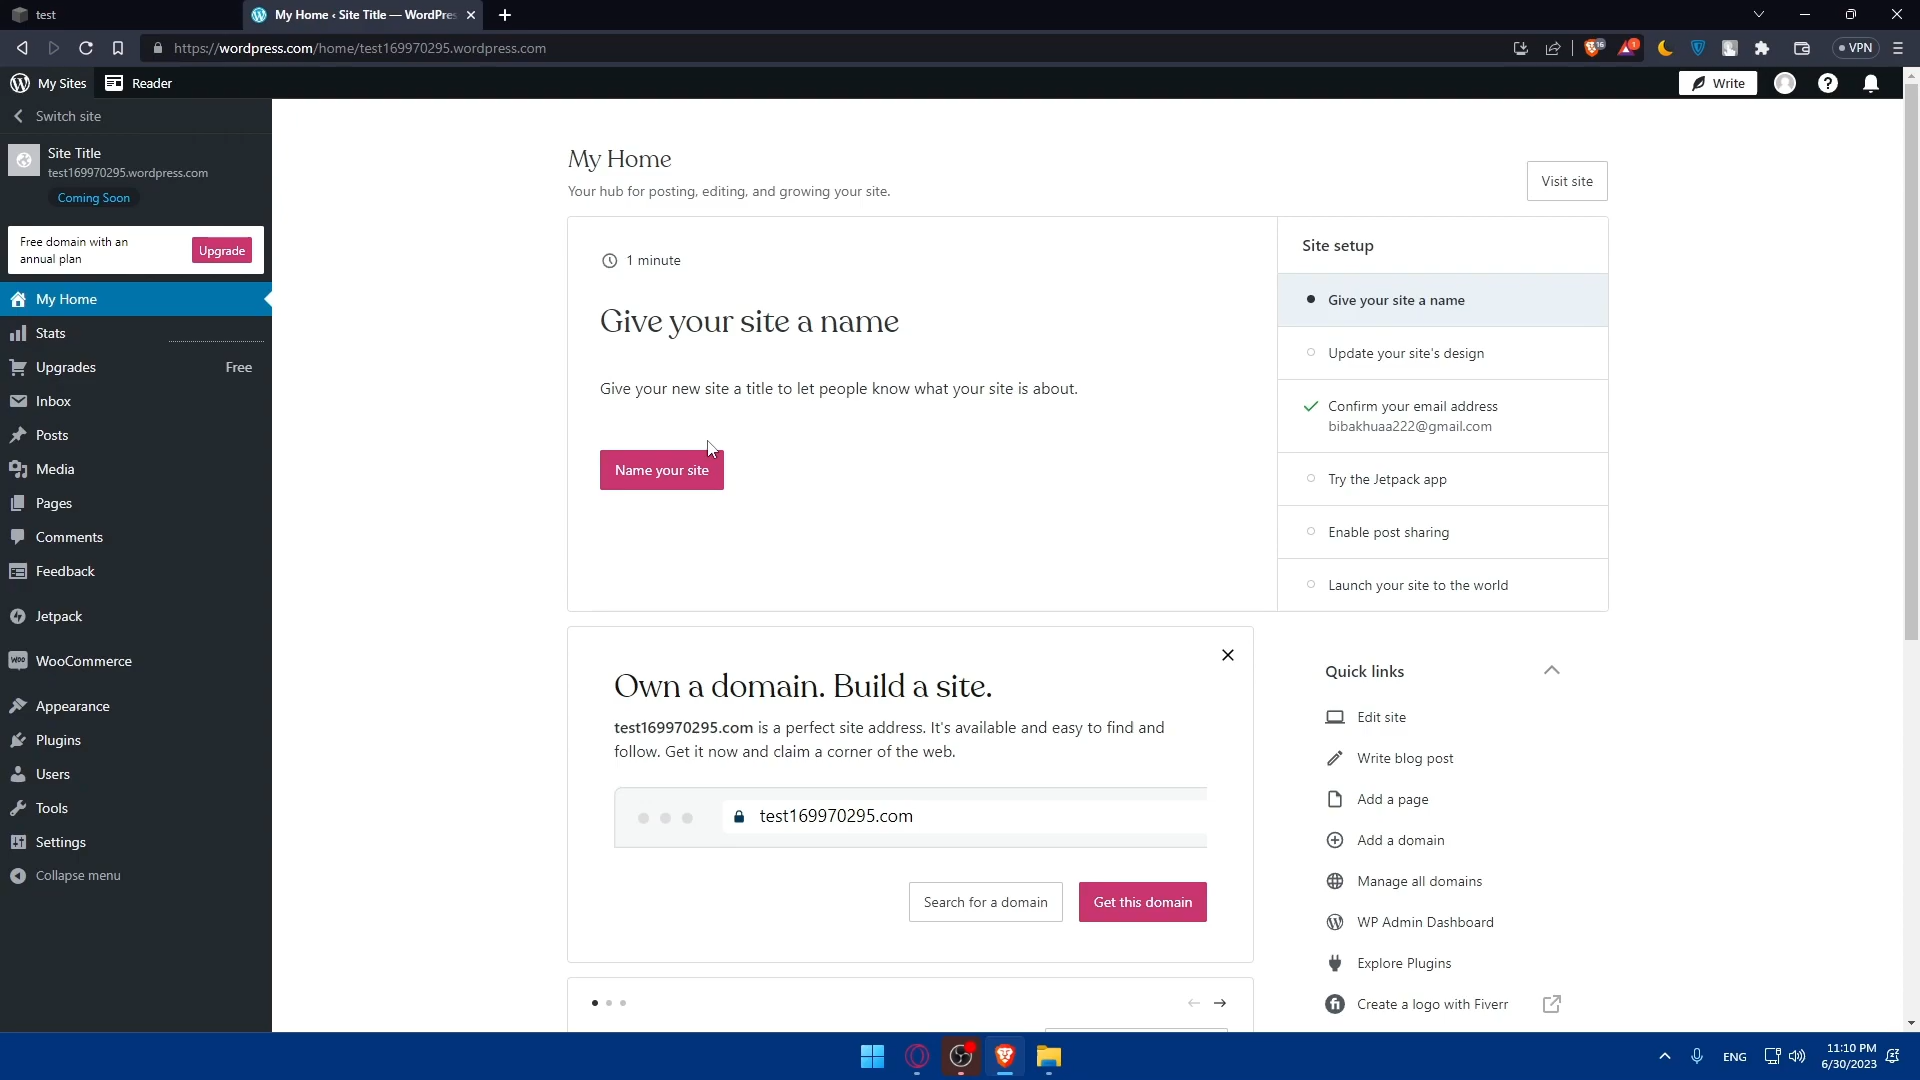 test
My Home ‹ Site Title — WordPres
https://wordpress.com/home/test169970295.wordpress.com
16
1
VPN
My Sites
Reader
Write
Switch site
Site Title
test169970295.wordpress.com
Coming Soon
Free domain with an
annual plan
Upgrade
My Home
Stats
Upgrades
Free
Inbox
Posts
Media
Pages
Comments
Feedback
Jetpack
WooCommerce
Appearance
Plugins
Users
Tools
Settings
Collapse menu
My Home
Your hub for posting, editing, and growing your site.
Visit site
1 minute
Give your site a name
Give your new site a title to let people know what your site is about.
Name your site
Site setup
Give your site a name
Update your site's design
Confirm your email address
bibakhuaa222@gmail.com
Try the Jetpack app
Enable post sharing
Launch your site to the world
Own a domain. Build a site.
test169970295.com is a perfect site address. It's available and easy to find and
follow. Get it now and claim a corner of the web.
test169970295.com
Search for a domain
Get this domain
Quick links
Edit site
Write blog post
Add a page
Add a domain
Manage all domains
WP Admin Dashboard
Explore Plugins
Create a logo with Fiverr
ENG
11:10 PM
6/30/2023